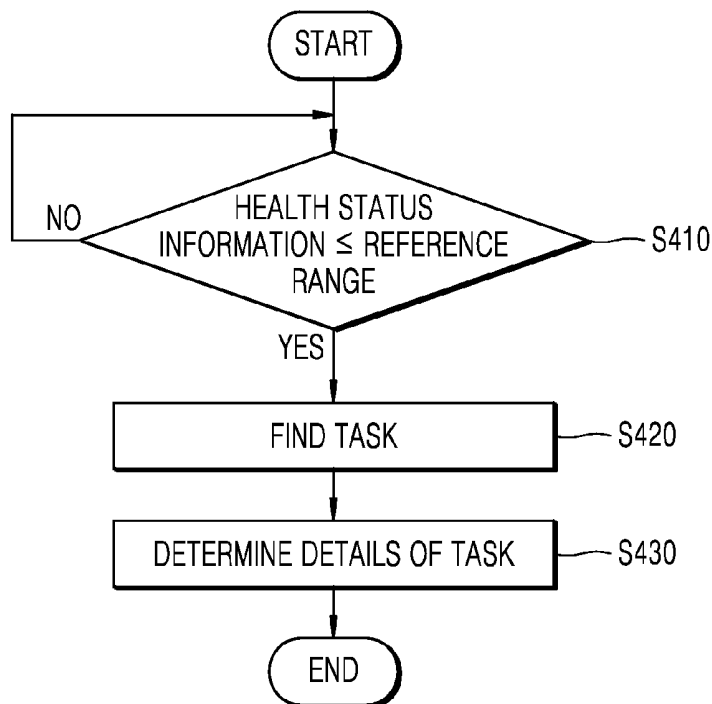 START
NO
HEALTH STATUS
INFORMATION ≤ REFERENCE
RANGE
S410
YES
FIND TASK
S420
DETERMINE DETAILS OF TASK
S430
END